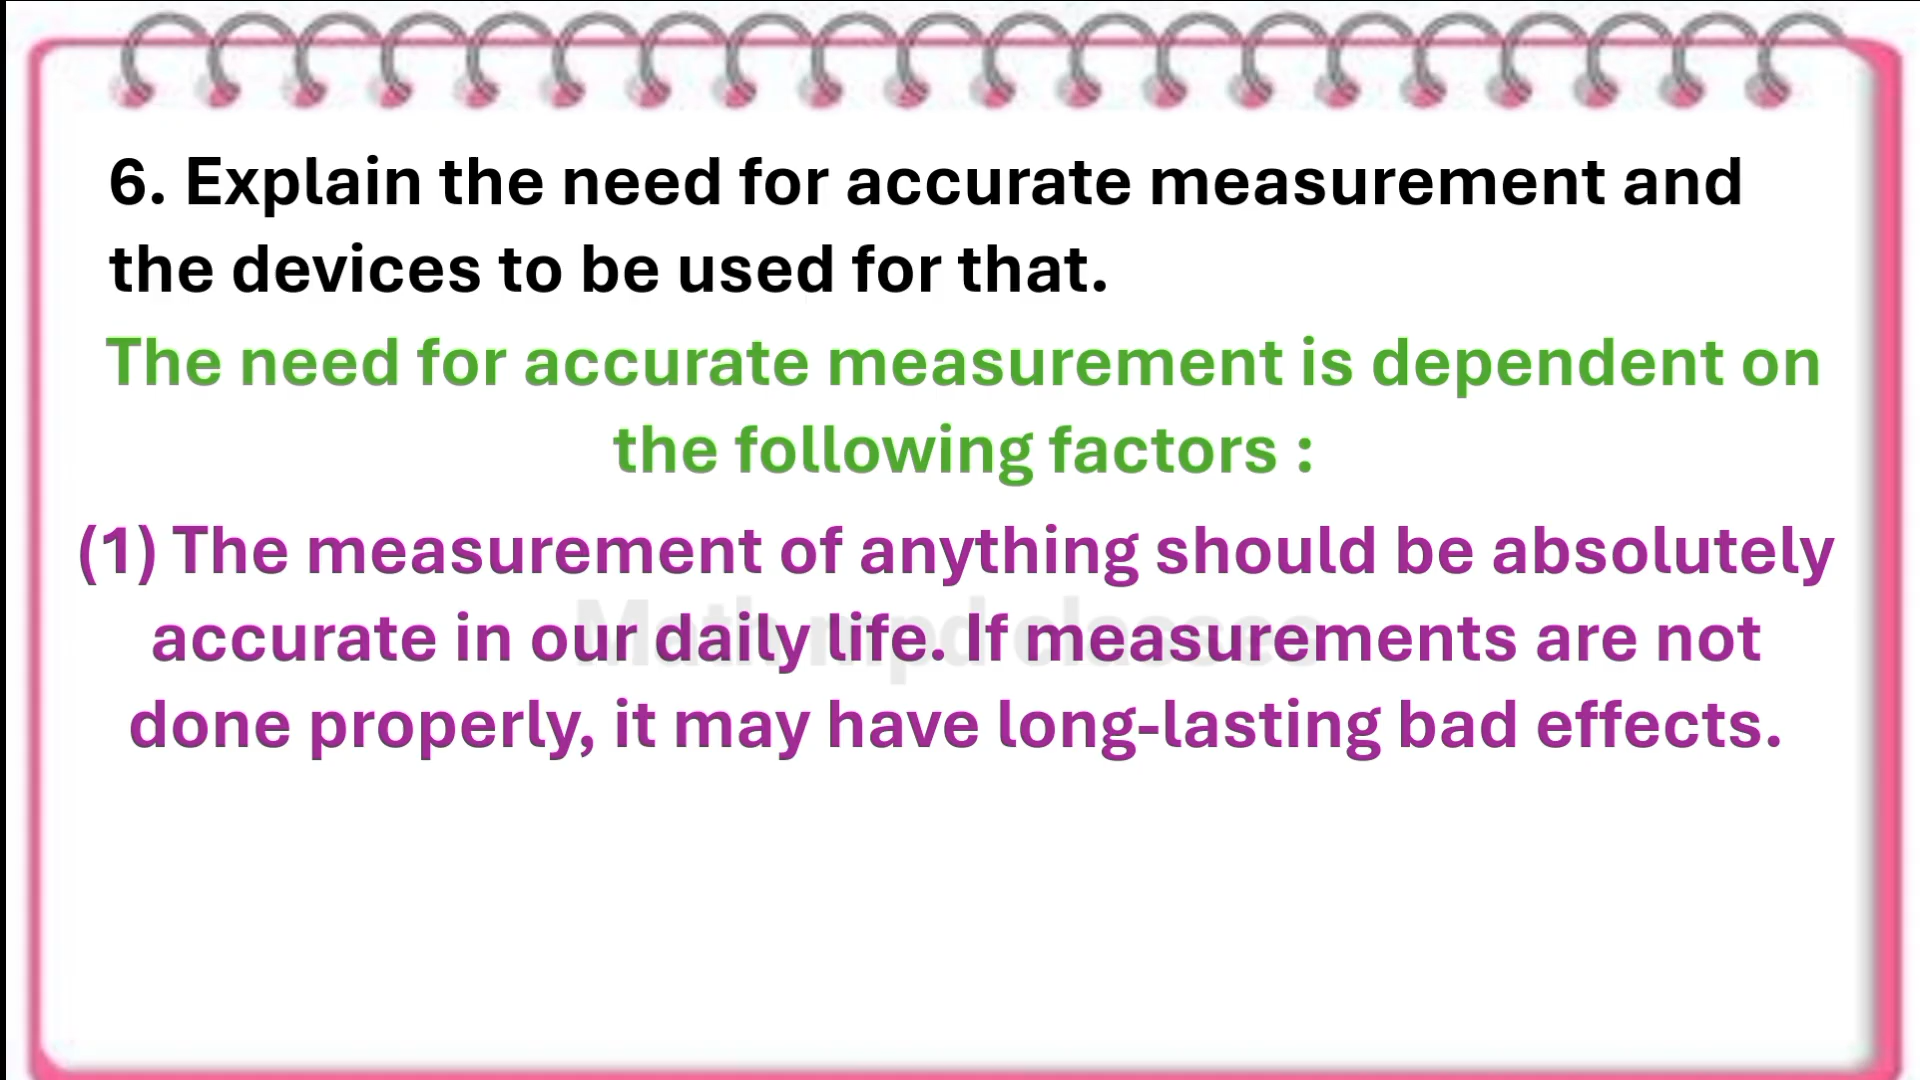 6. Explain the need for accurate measurement and
the devices to be used for that.
The need for accurate measurement is dependent on
the following factors :
(1) The measurement of anything should be absolutely
accurate in our daily life. If measurements are not
done properly, it may have long-lasting bad effects.